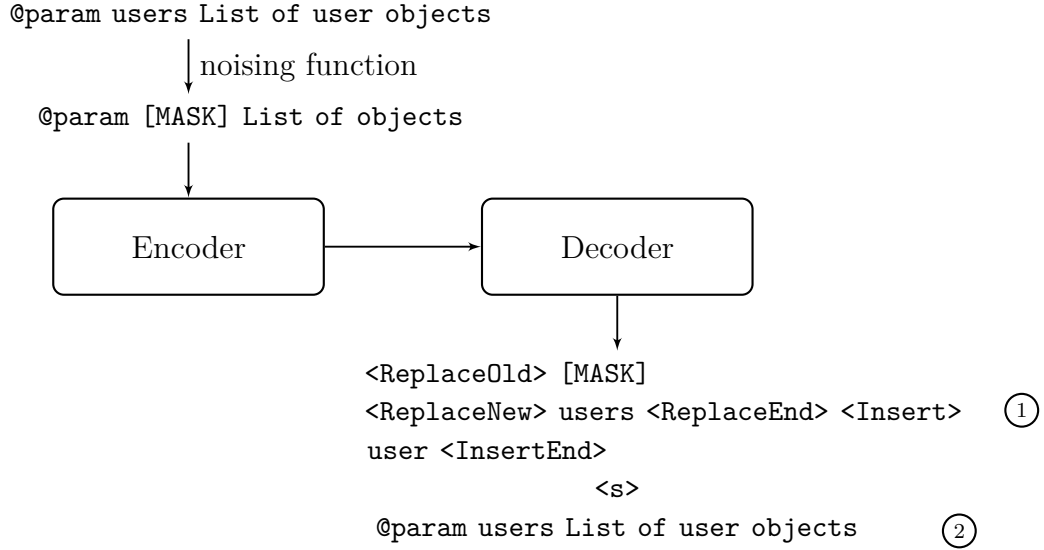 @param users List of user objects
noising function
@param [MASK] List of objects
Encoder
Decoder
<ReplaceOld> [MASK]
<ReplaceNew> users <ReplaceEnd> <Insert> 1
user <InsertEnd>
<s>
@param users List of user objects 2